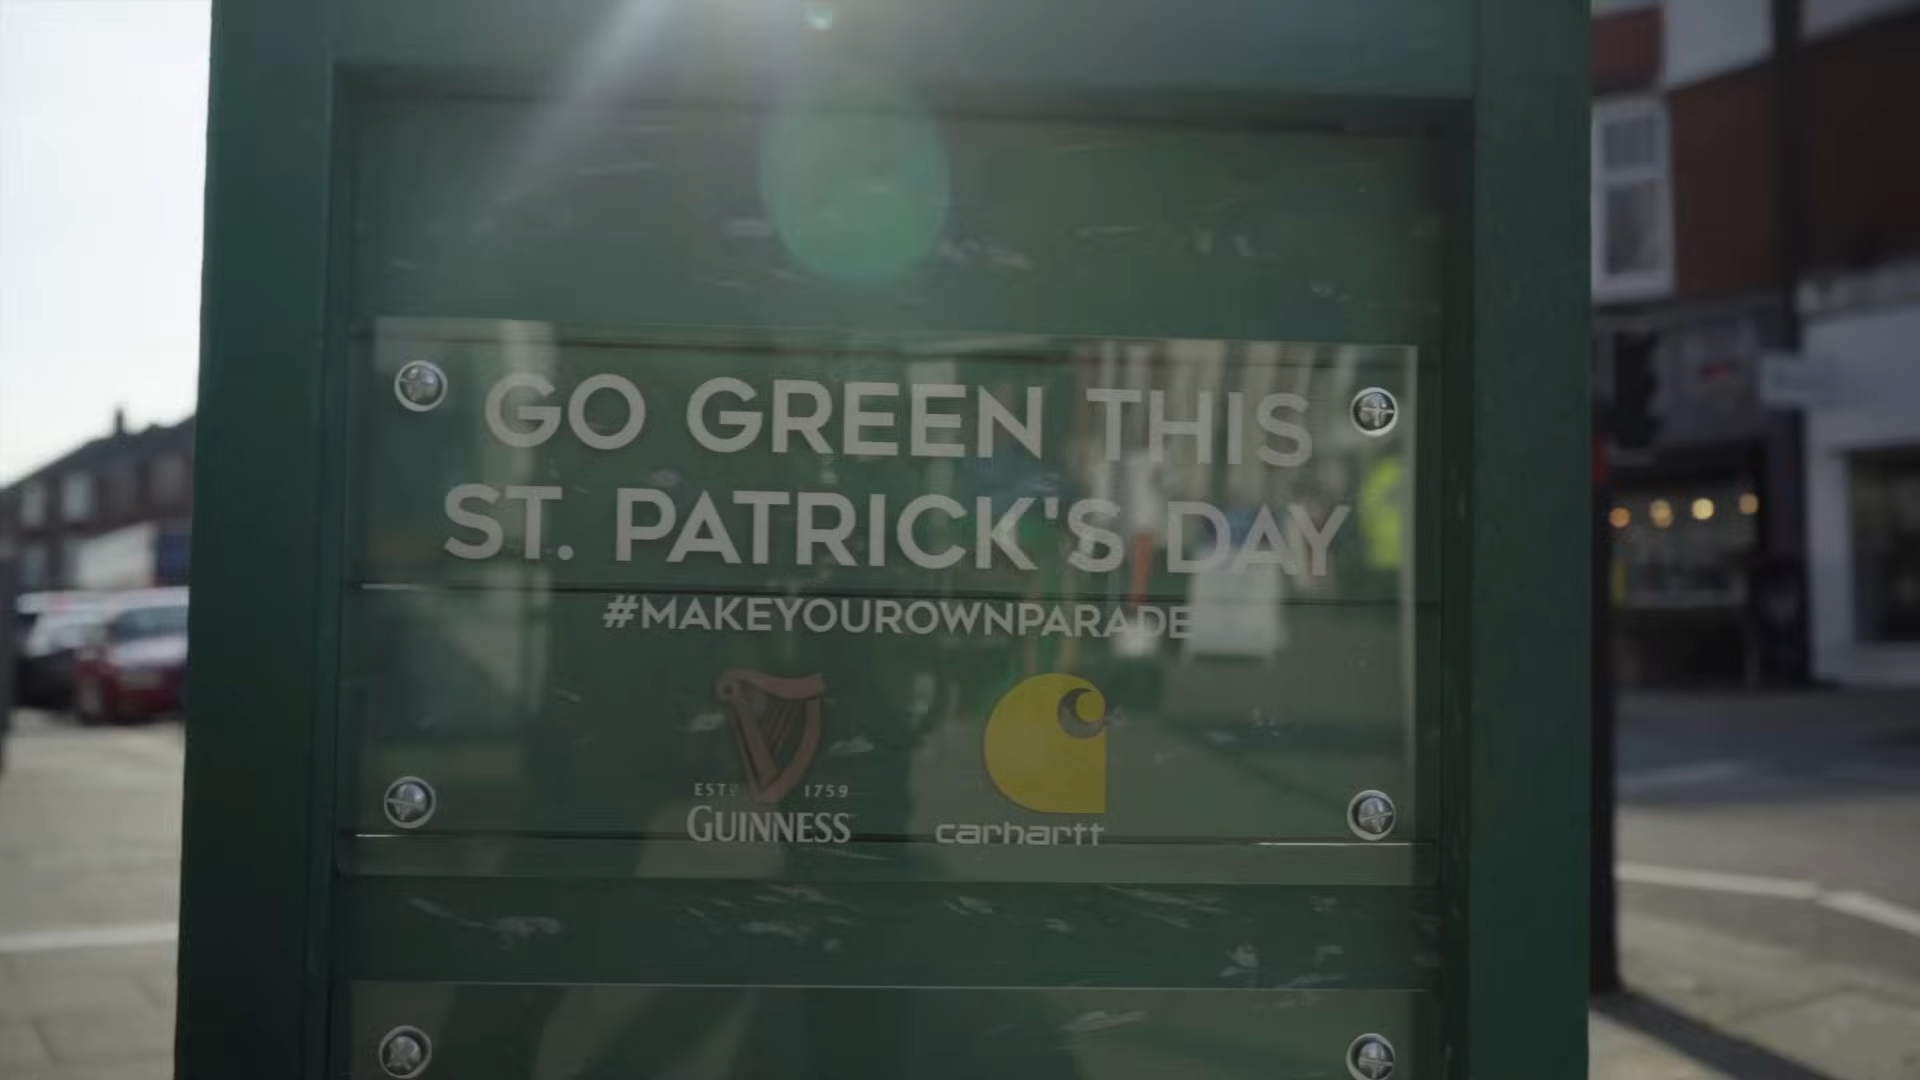 GO GREEN THIS
ST. PATRICK'S DAY
#MAKEYOUROWNPARADE
ESTD 1759
GUINNESS
carhartt